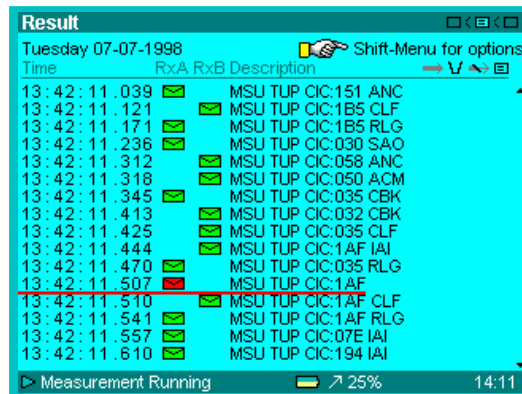 Result
Tuesday 07-07-1998 Shift-Menu for options
Time RxA RxB Description
13:42:11.039 MSU TUP CIC:151 ANC
13:42:11.121 MSU TUP CIC:1B5 CLF
13:42:11.171 MSU TUP CIC:1B5 RLG
13:42:11.236 MSU TUP CIC:030 SAO
13:42:11.312 MSU TUP CIC:058 ANC
13:42:11.318 MSU TUP CIC:050 ACM
13:42:11.345 MSU TUP CIC:035 CBK
13:42:11.413 MSU TUP CIC:032 CBK
13:42:11.425 MSU TUP CIC:035 CLF
13:42:11.444 MSU TUP CIC:1AF IAI
13:42:11.470 MSU TUP CIC:035 RLG
13:42:11.507 MSU TUP CIC:1AF
13:42:11.510 MSU TUP CIC:1AF CLF
13:42:11.541 MSU TUP CIC:1AF RLG
13:42:11.557 MSU TUP CIC:07E IAI
13:42:11.610 MSU TUP CIC:194 IAI
Measurement Running 25% 14:11